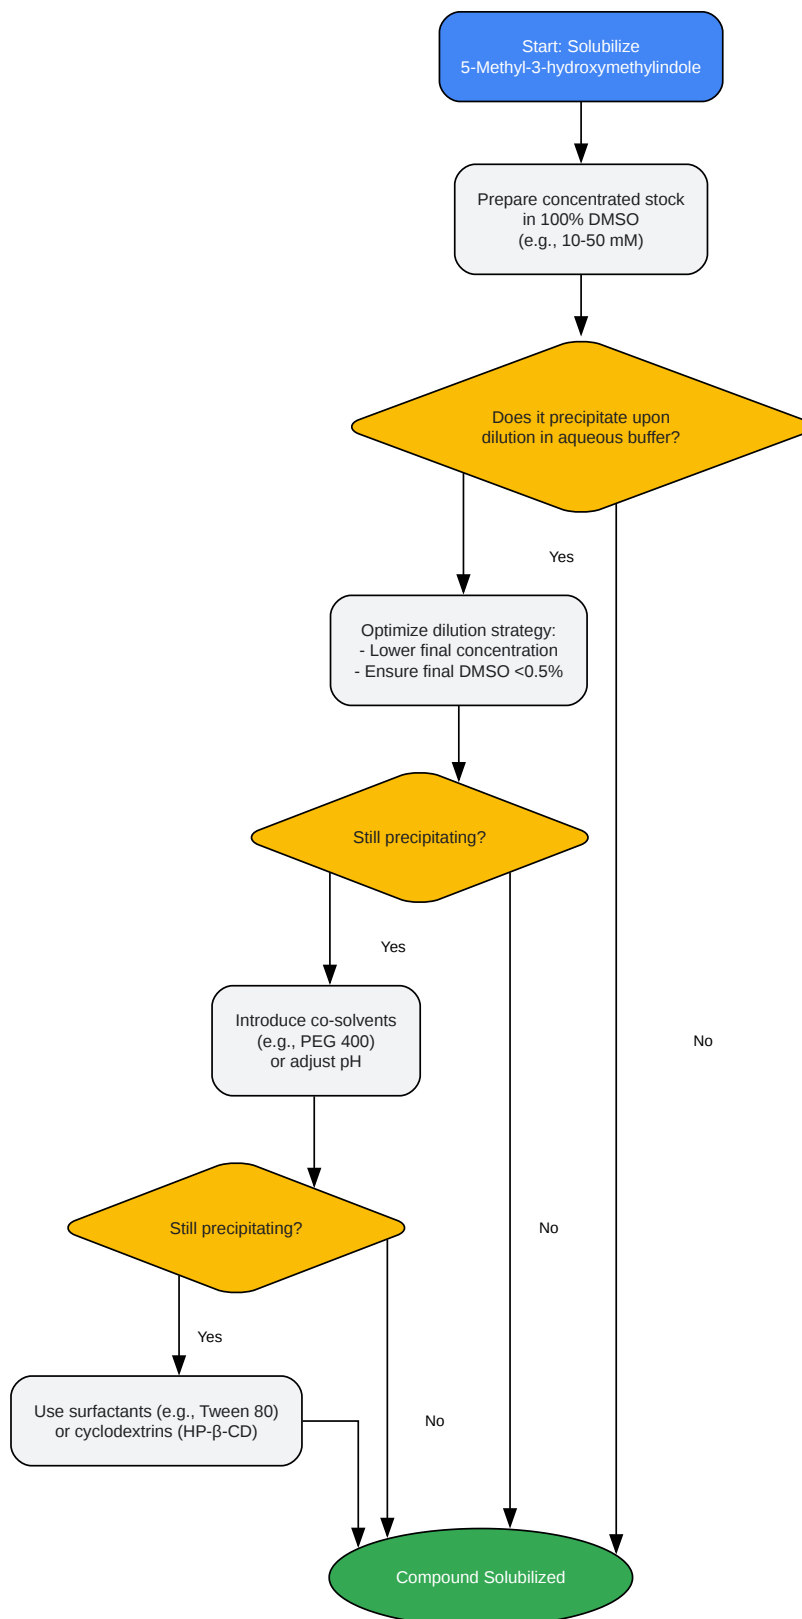 Start: Solubilize
5-Methyl-3-hydroxymethylindole
Prepare concentrated stock
in 100% DMSO
(e.g., 10-50 mM)
Does it precipitate upon
dilution in aqueous buffer?
Yes
Optimize dilution strategy:
- Lower final concentration
- Ensure final DMSO <0.5%
Still precipitating?
Yes
Introduce co-solvents
(e.g., PEG 400)
or adjust pH
No
Still precipitating?
No
Yes
Use surfactants (e.g., Tween 80)
or cyclodextrins (HP-β-CD)
No
Compound Solubilized